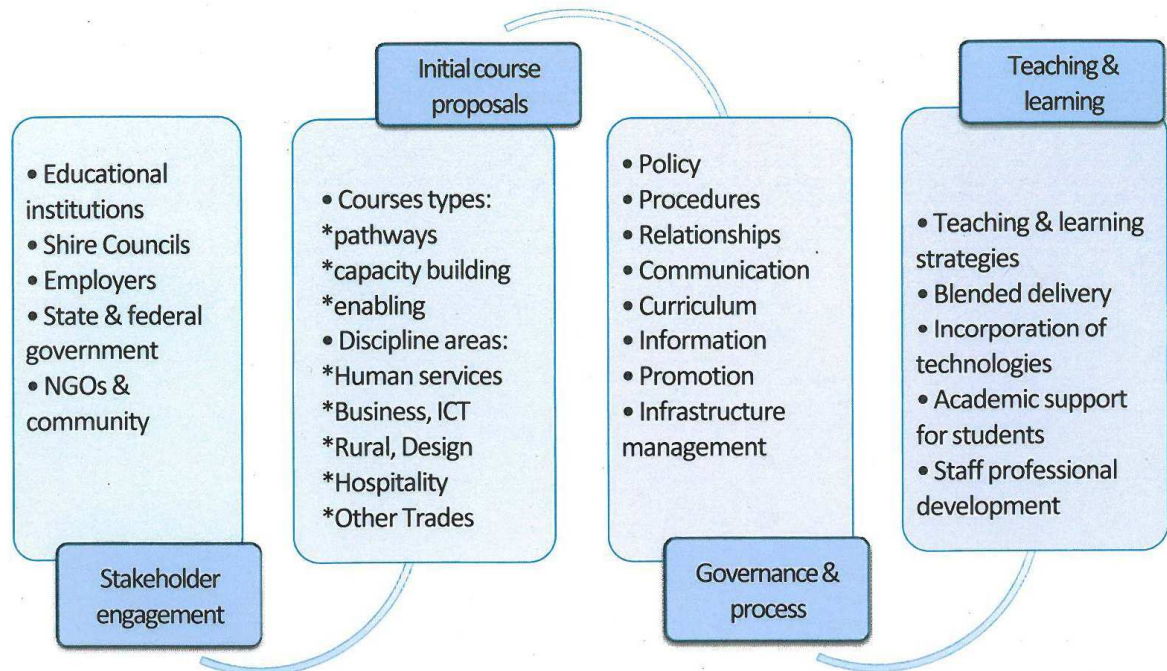 • Educational
institutions
• Shire Councils
• Employers
• State & federal
government
• NGOs &
community
Stakeholder
engagement
Initial course
proposals
• Courses types:
*pathways
*capacity building
*enabling
• Discipline areas:
*Human services
*Business, ICT
*Rural, Design
*Hospitality
*Other Trades
• Policy
• Procedures
• Relationships
• Communication
• Curriculum
• Information
• Promotion
• Infrastructure
management
Governance &
process
Teaching &
learning
• Teaching & learning
strategies
• Blended delivery
• Incorporation of
technologies
• Academic support
for students
• Staff professional
development